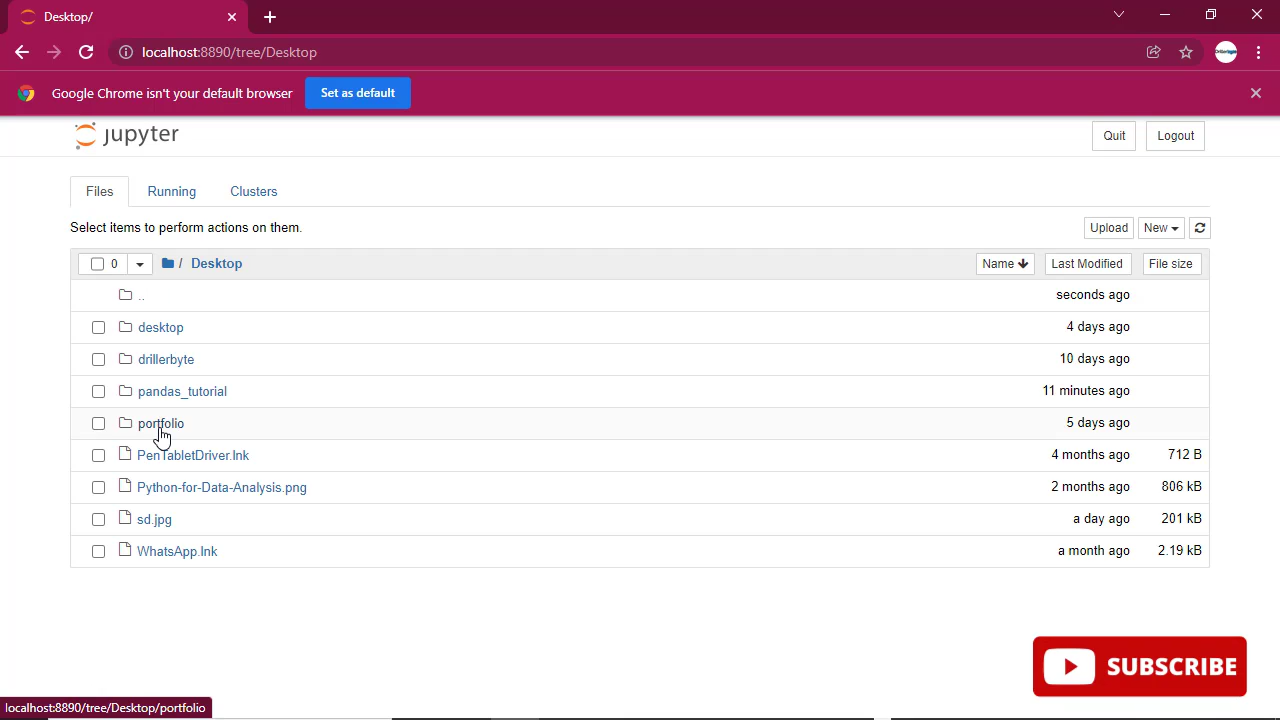 Desktop/
localhost:8890/tree/Desktop
Google Chrome isn't your default browser Set as default
jupyter Quit Logout
Files Running Clusters
Select items to perform actions on them. Upload New
0 / Desktop Name Last Modified File size
.. seconds ago
desktop 4 days ago
drillerbyte 10 days ago
pandas_tutorial 11 minutes ago
portfolio 5 days ago
PenTabletDriver.lnk 4 months ago 712 B
Python-for-Data-Analysis.png 2 months ago 806 kB
sd.jpg a day ago 201 kB
WhatsApp.lnk a month ago 2.19 kB
SUBSCRIBE
localhost:8890/tree/Desktop/portfolio